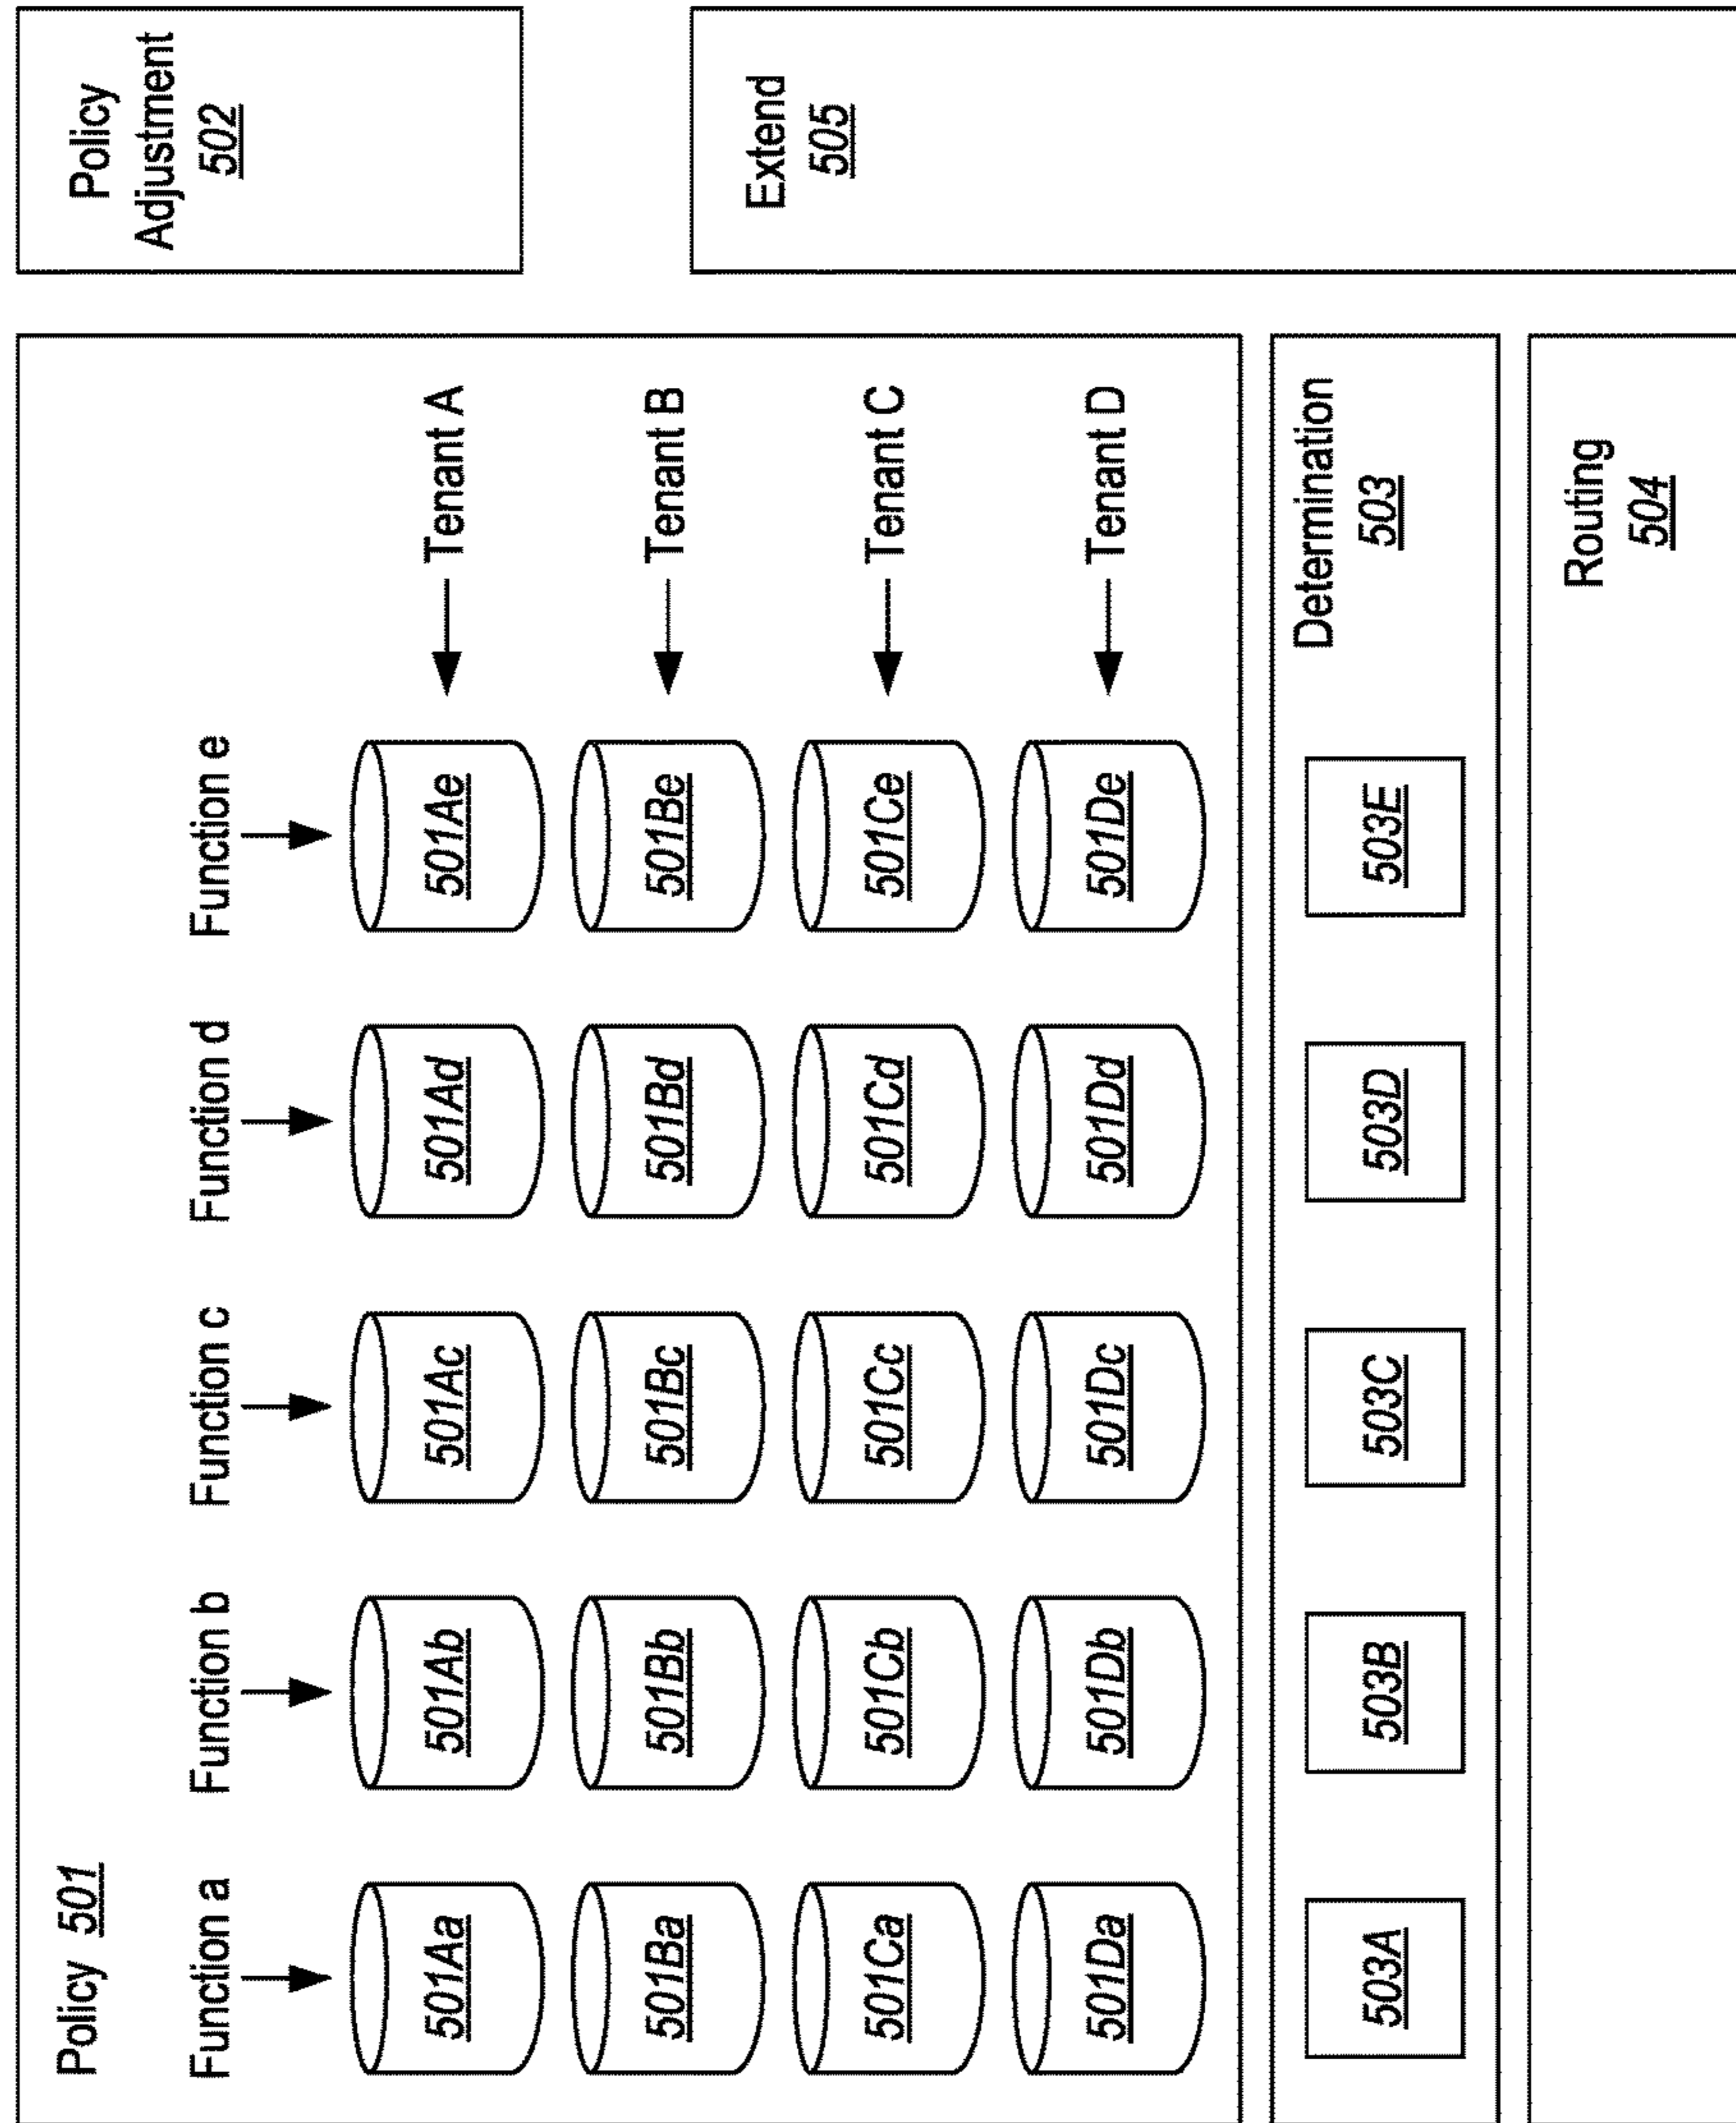 Policy 501
Function a
Function b
Function c
Function d
Function e
501Aa
501Ab
501Ac
501Ad
501Ae
Tenant A
501Ba
501Bb
501Bc
501Bd
501Be
Tenant B
501Ca
501Cb
501Cc
501Cd
501Ce
Tenant C
501Da
501Db
501Dc
501Dd
501De
Tenant D
503A
503B
503C
503D
503E
Determination
503
Routing
504
Policy
Adjustment
502
Extend
505